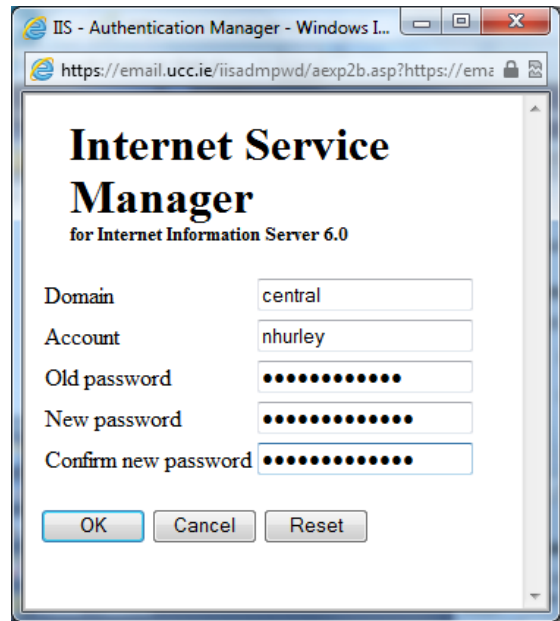 IIS - Authentication Manager - Windows I...
https://email.ucc.ie/iisadmpwd/aexp2b.asp?https://ema
Internet Service
Manager
for Internet Information Server 6.0
Domain central
Account nhurley
Old password ●●●●●●●●●●●●
New password ●●●●●●●●●●●●●
Confirm new password ●●●●●●●●●●●●●
OK Cancel Reset